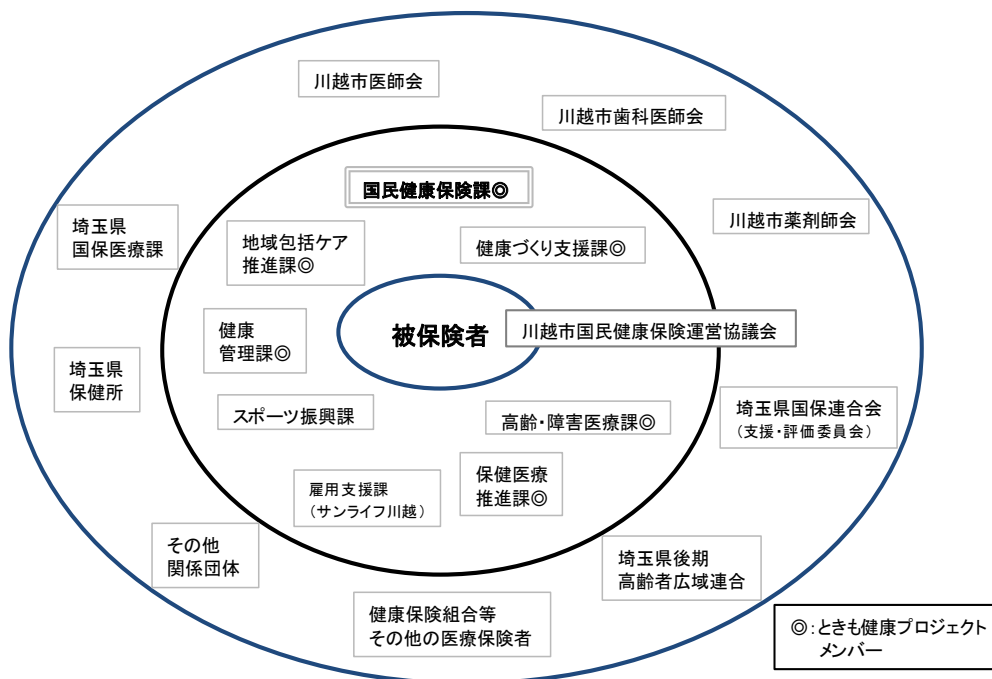 川越市医師会
川越市歯科医師会
国民健康保険課◎
埼玉県
国保医療課
川越市薬剤師会
地域包括ケア
推進課◎
健康づくり支援課◎
健康
管理課◎
被保険者
川越市国民健康保険運営協議会
埼玉県
保健所
スポーツ振興課
高齢・障害医療課◎
埼玉県国保連合会
（支援・評価委員会）
雇用支援課
（サンライフ川越）
保健医療
推進課◎
その他
関係団体
埼玉県後期
高齢者広域連合
健康保険組合等
その他の医療保険者
◎：ときも健康プロジェクト
メンバー